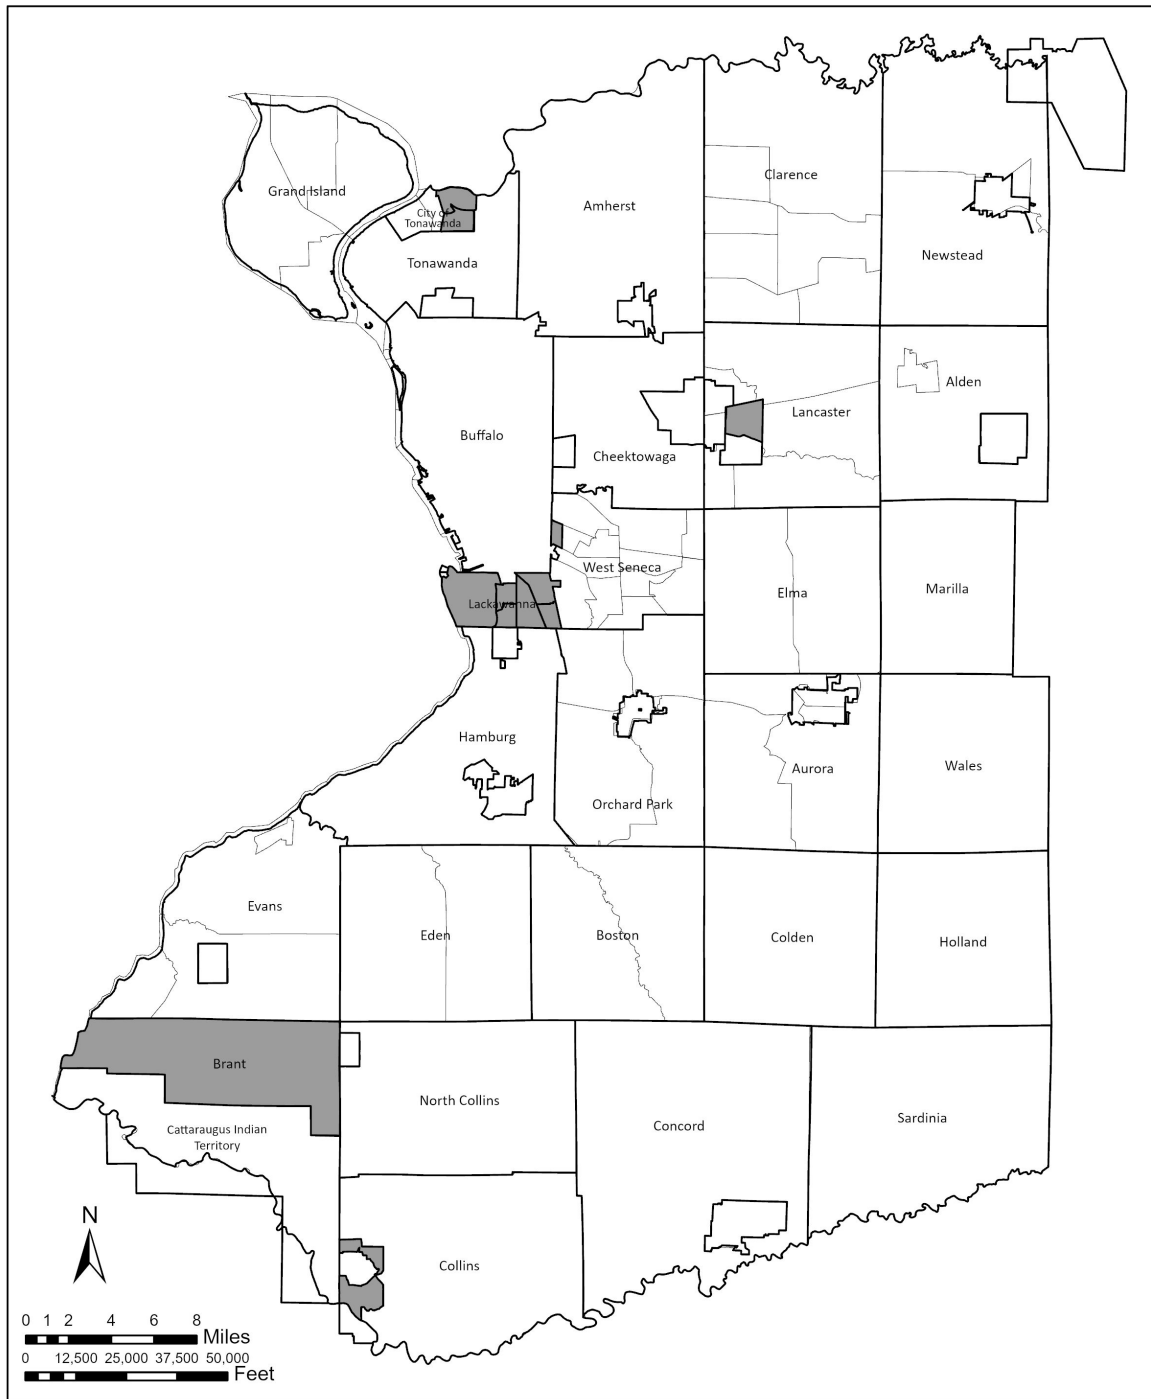 Grand Island
City of
Tonawanda
Tonawanda
Amherst
Clarence
Newstead
Buffalo
Cheektowaga
Lancaster
Alden
Lackawanna
West Seneca
Elma
Marilla
Hamburg
Orchard Park
Aurora
Wales
Evans
Eden
Boston
Colden
Holland
Brant
North Collins
Concord
Sardinia
Cattaraugus Indian
Territory
Collins
N
0 1 2 4 6 8
Miles
0 12,500 25,000 37,500 50,000
Feet